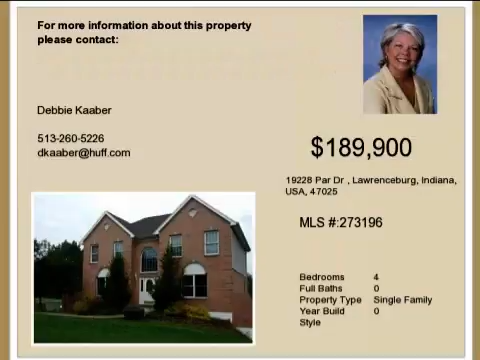 For more information about this property
please contact:
Debbie Kaaber
513-260-5226
dkaaber@huff.com
$189,900
19228 Par Dr , Lawrenceburg, Indiana,
USA, 47025
MLS #:273196
Bedrooms 4
Full Baths 0
Property Type Single Family
Year Build 0
Style